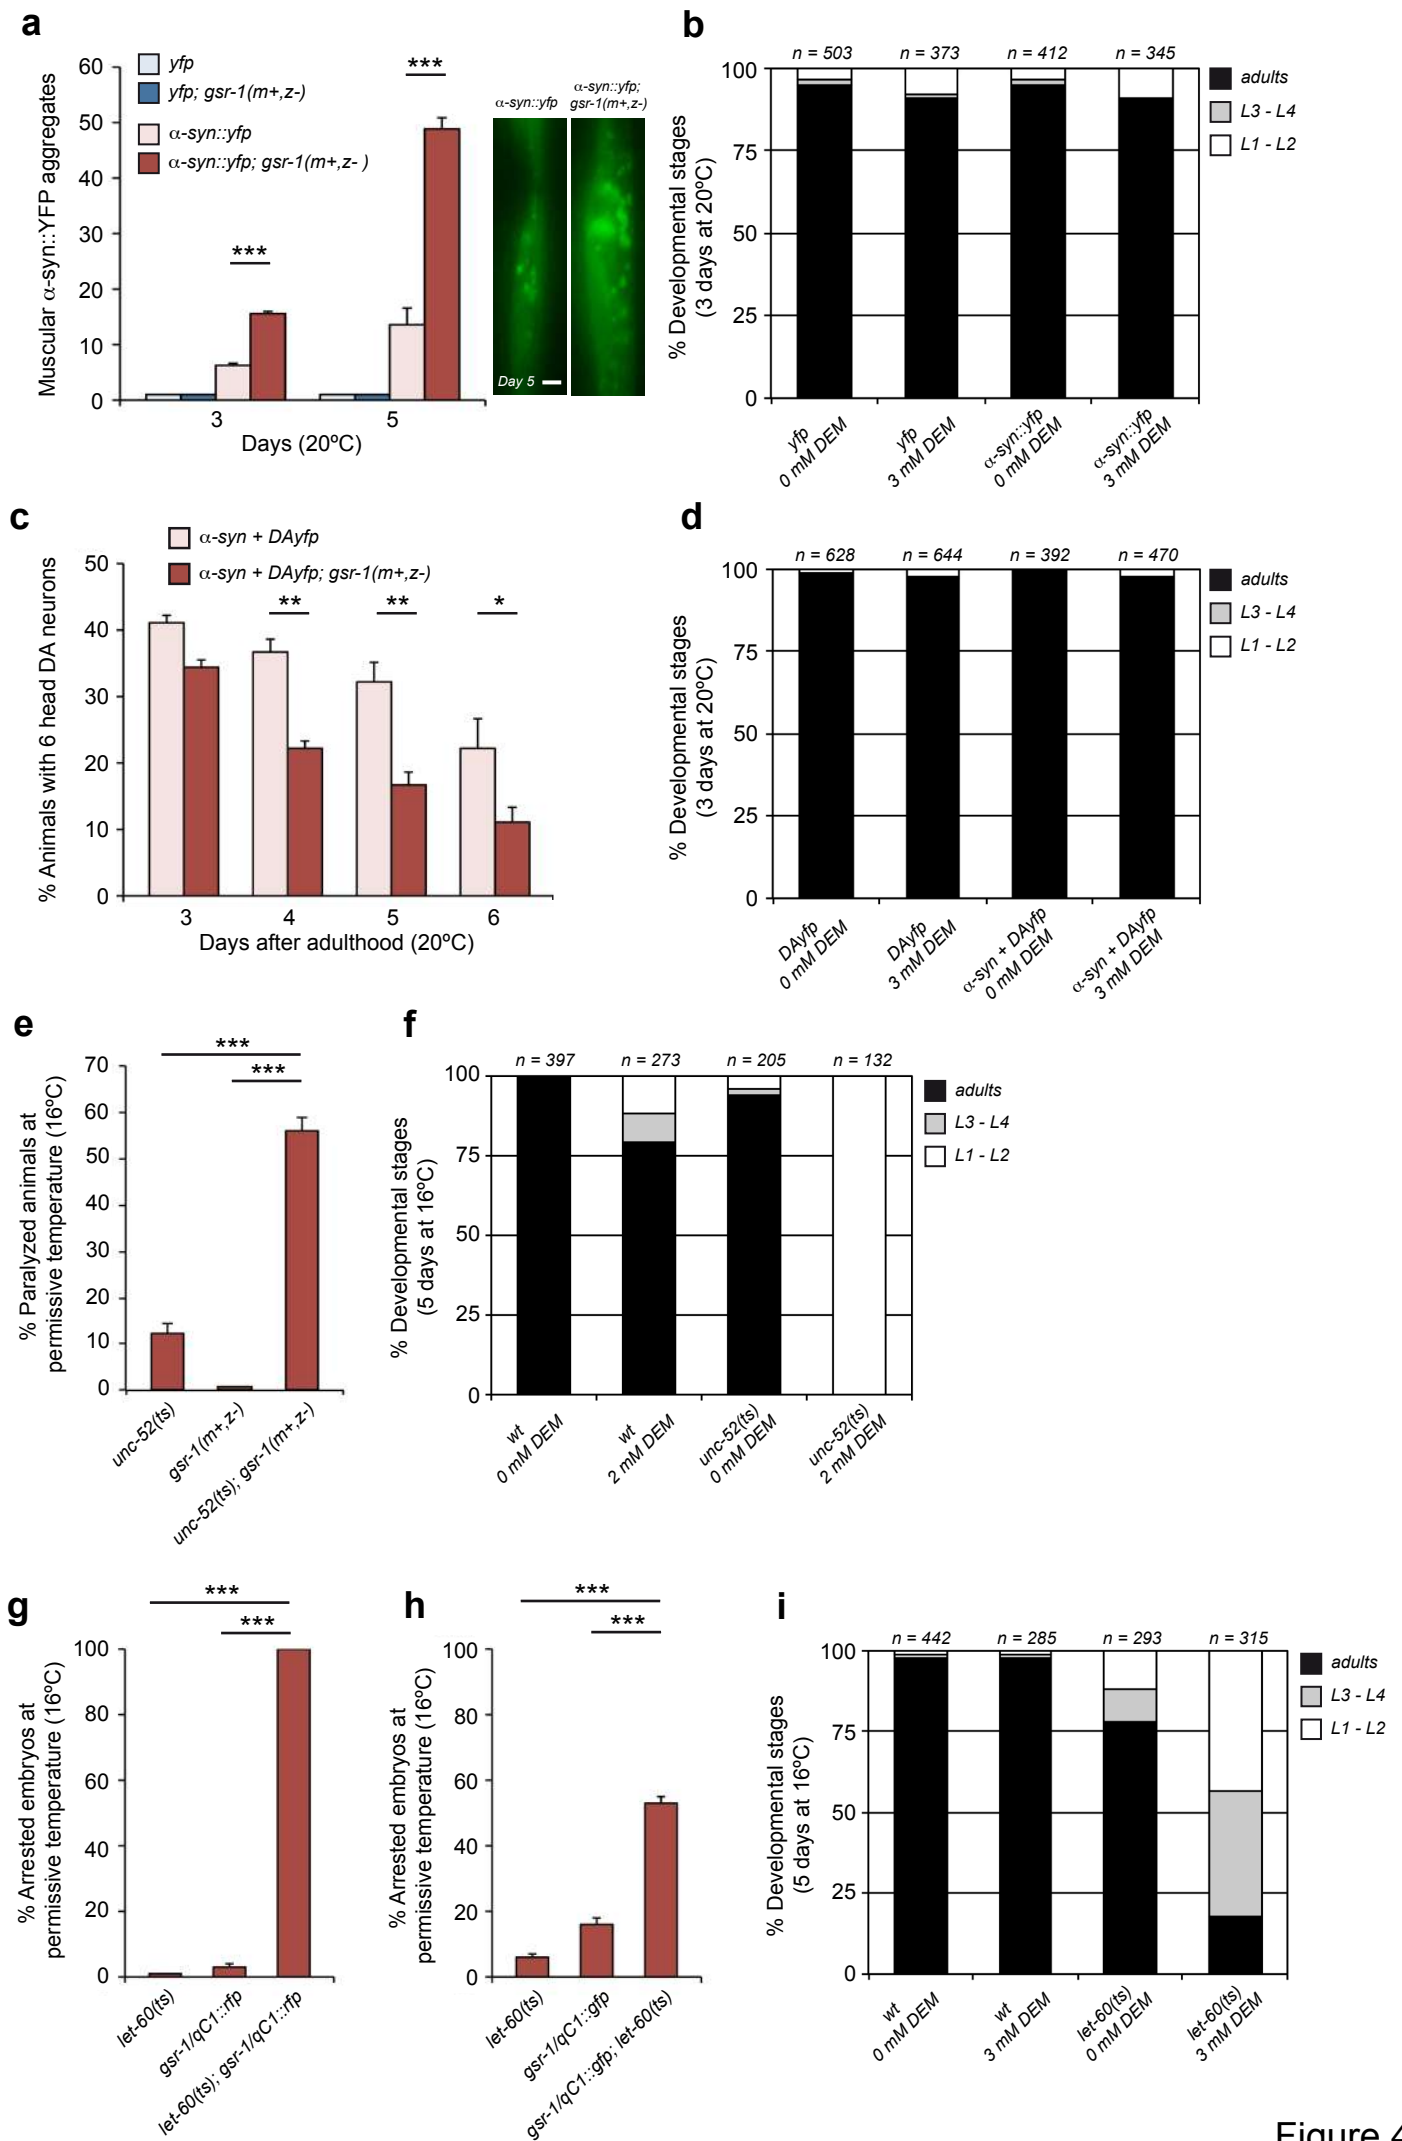 a
yfp
yfp; gsr-1(m+,z-)
α-syn::yfp
α-syn::yfp; gsr-1(m+,z- )
Muscular α-syn::YFP aggregates
60
50
40
30
20
10
0
***
***
3
5
Days (20ºC)
α-syn::yfp
α-syn::yfp;
gsr-1(m+,z-)
Day 5
b
n = 503
n = 373
n = 412
n = 345
% Developmental stages
(3 days at 20ºC)
100
75
50
25
0
adults
L3 - L4
L1 - L2
yfp
0 mM DEM
yfp
3 mM DEM
α-syn::yfp
0 mM DEM
α-syn::yfp
3 mM DEM
c
α-syn + DAyfp
α-syn + DAyfp; gsr-1(m+,z-)
% Animals with 6 head DA neurons
50
40
30
20
10
0
**
**
*
3
4
5
6
Days after adulthood (20ºC)
d
n = 628
n = 644
n = 392
n = 470
% Developmental stages
(3 days at 20ºC)
100
75
50
25
0
adults
L3 - L4
L1 - L2
DAyfp
0 mM DEM
DAyfp
3 mM DEM
α-syn + DAyfp
0 mM DEM
α-syn + DAyfp
3 mM DEM
e
% Paralyzed animals at
permissive temperature (16ºC)
70
60
50
40
30
20
10
0
***
***
unc-52(ts)
gsr-1(m+,z-)
unc-52(ts); gsr-1(m+,z-)
f
n = 397
n = 273
n = 205
n = 132
% Developmental stages
(5 days at 16ºC)
100
75
50
25
0
adults
L3 - L4
L1 - L2
wt
0 mM DEM
wt
2 mM DEM
unc-52(ts)
0 mM DEM
unc-52(ts)
2 mM DEM
g
% Arrested embryos at
permissive temperature (16ºC)
100
80
60
40
20
0
***
***
let-60(ts)
gsr-1/qC1::rfp
let-60(ts); gsr-1/qC1::rfp
h
% Arrested embryos at
permissive temperature (16ºC)
100
80
60
40
20
0
***
***
let-60(ts)
gsr-1/qC1::gfp
gsr-1/qC1::gfp; let-60(ts)
i
n = 442
n = 285
n = 293
n = 315
% Developmental stages
(5 days at 16ºC)
100
75
50
25
0
adults
L3 - L4
L1 - L2
wt
0 mM DEM
wt
3 mM DEM
let-60(ts)
0 mM DEM
let-60(ts)
3 mM DEM
Figure 4